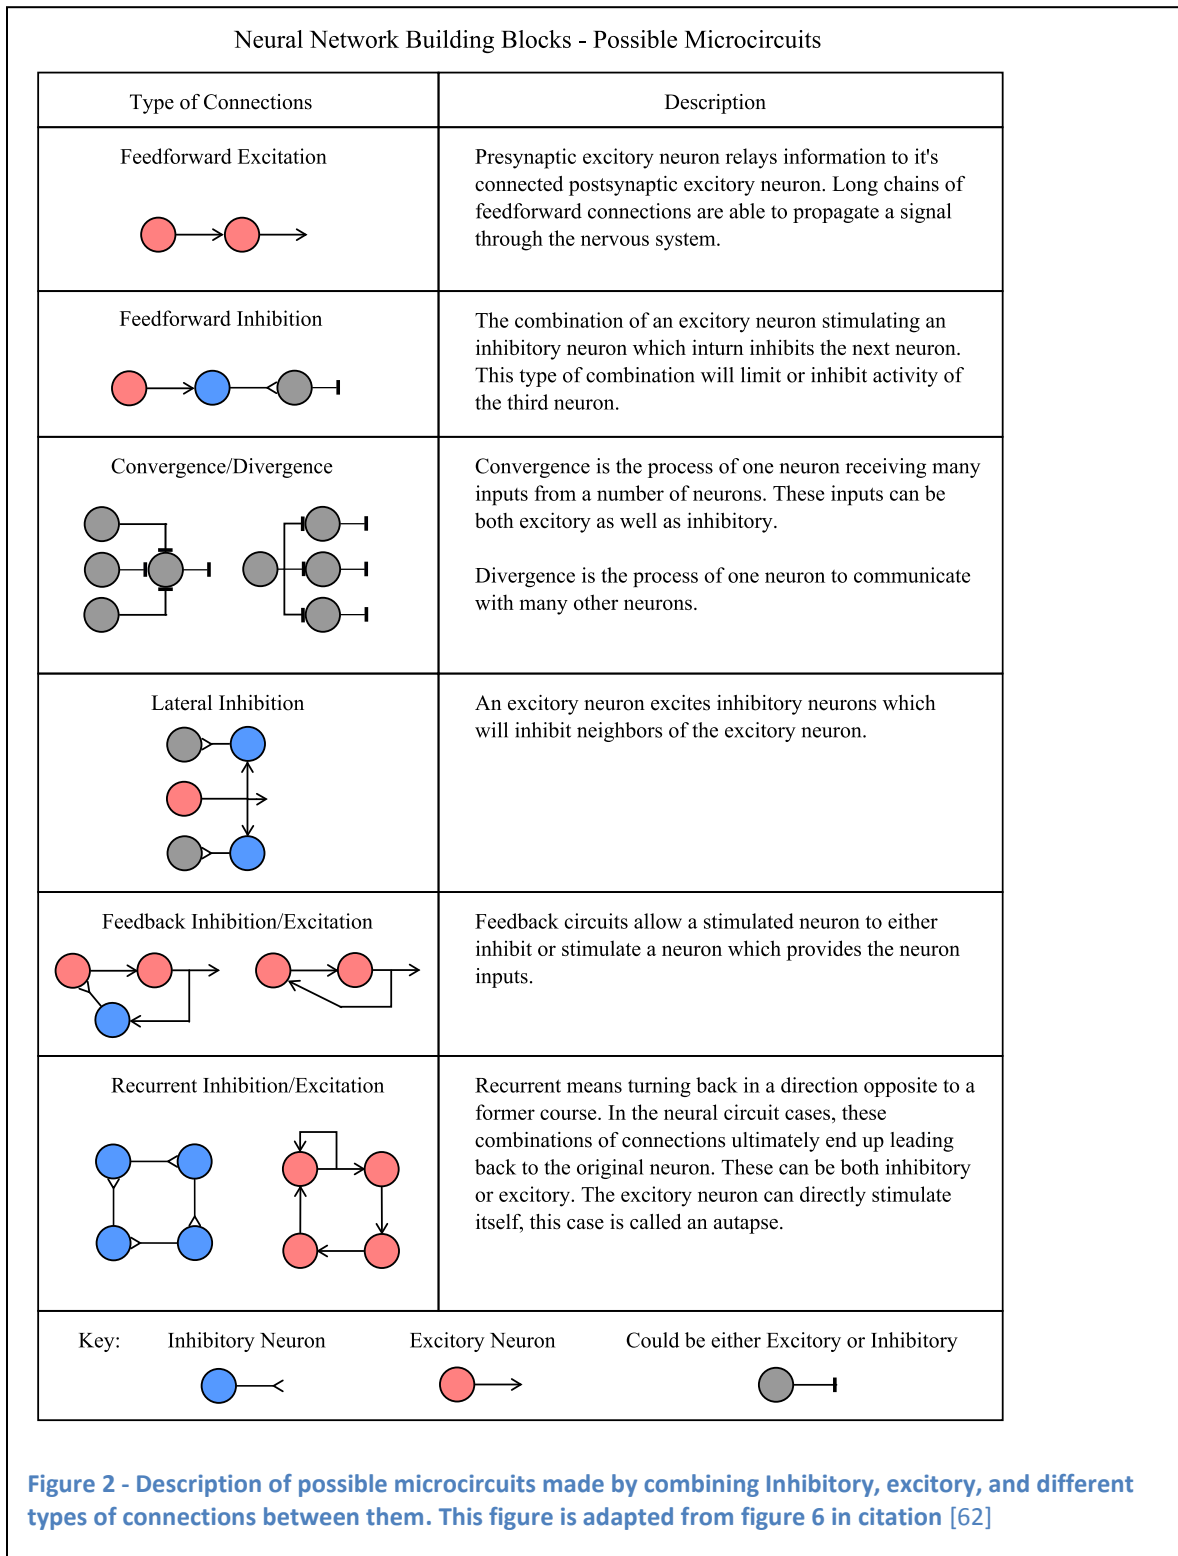 Neural Network Building Blocks - Possible Microcircuits
Type of Connections
Description
Feedforward Excitation
Presynaptic excitory neuron relays information to it's
connected postsynaptic excitory neuron. Long chains of
feedforward connections are able to propagate a signal
through the nervous system.
Feedforward Inhibition
The combination of an excitory neuron stimulating an
inhibitory neuron which inturn inhibits the next neuron.
This type of combination will limit or inhibit activity of
the third neuron.
Convergence/Divergence
Convergence is the process of one neuron receiving many
inputs from a number of neurons. These inputs can be
both excitory as well as inhibitory.
Divergence is the process of one neuron to communicate
with many other neurons.
Lateral Inhibition
An excitory neuron excites inhibitory neurons which
will inhibit neighbors of the excitory neuron.
Feedback Inhibition/Excitation
Feedback circuits allow a stimulated neuron to either
inhibit or stimulate a neuron which provides the neuron
inputs.
Recurrent Inhibition/Excitation
Recurrent means turning back in a direction opposite to a
former course. In the neural circuit cases, these
combinations of connections ultimately end up leading
back to the original neuron. These can be both inhibitory
or excitory. The excitory neuron can directly stimulate
itself, this case is called an autapse.
Key:
Inhibitory Neuron
Excitory Neuron
Could be either Excitory or Inhibitory
Figure 2 - Description of possible microcircuits made by combining Inhibitory, excitory, and different
types of connections between them. This figure is adapted from figure 6 in citation [62]